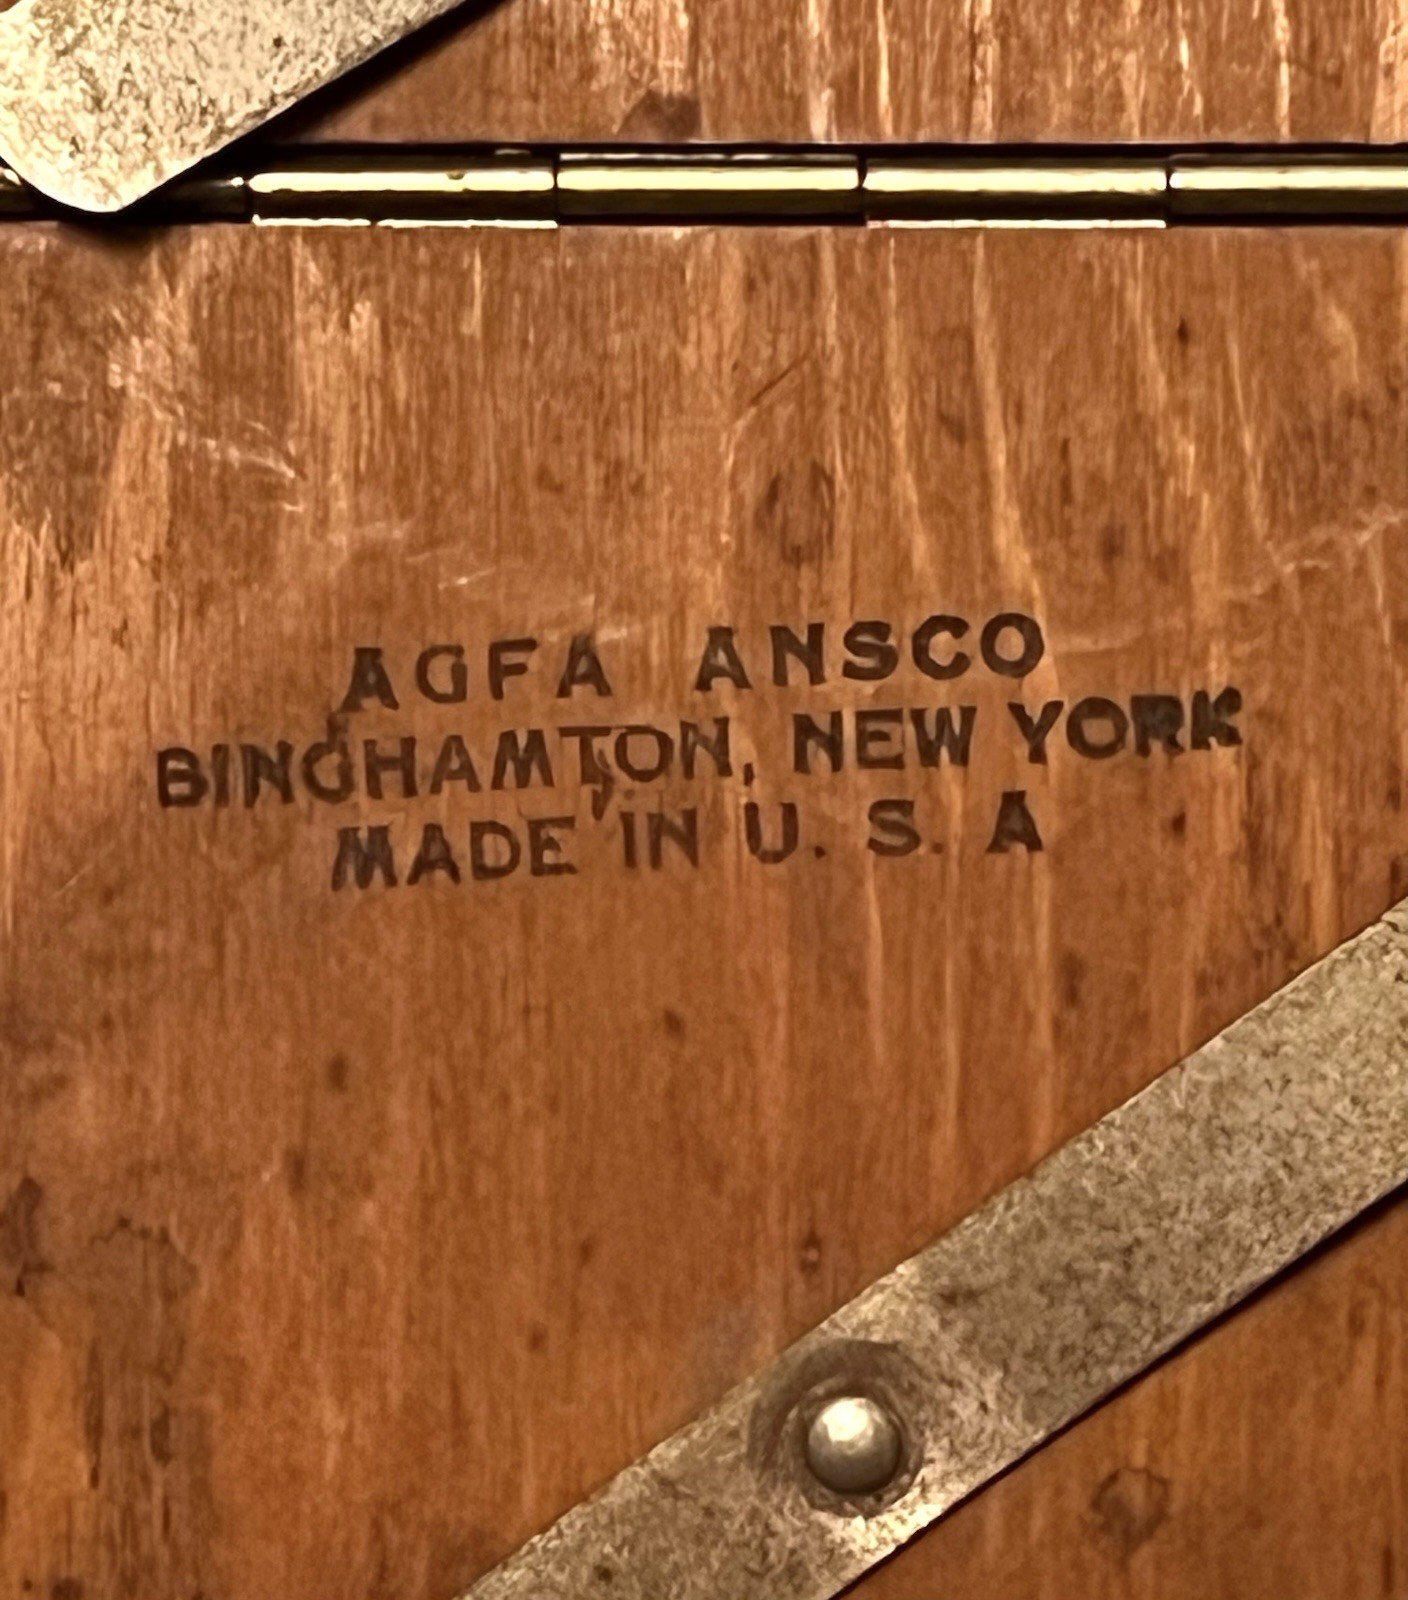 AGFA ANSCO
BINGHAMTON, NEW YORK
MADE IN U. S. A